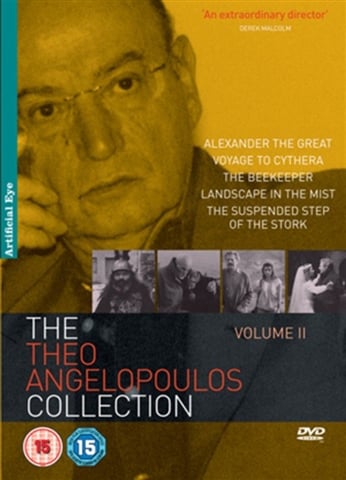 'An extraordinary director'
DEREK MALCOLM
ALEXANDER THE GREAT
VOYAGE TO CYTHERA
THE BEEKEEPER
LANDSCAPE IN THE MIST
THE SUSPENDED STEP
OF THE STORK
Artificial Eye
VOLUME II
THE
THEO
ANGELOPOULOS
COLLECTION
15
15
DVD
VIDEO